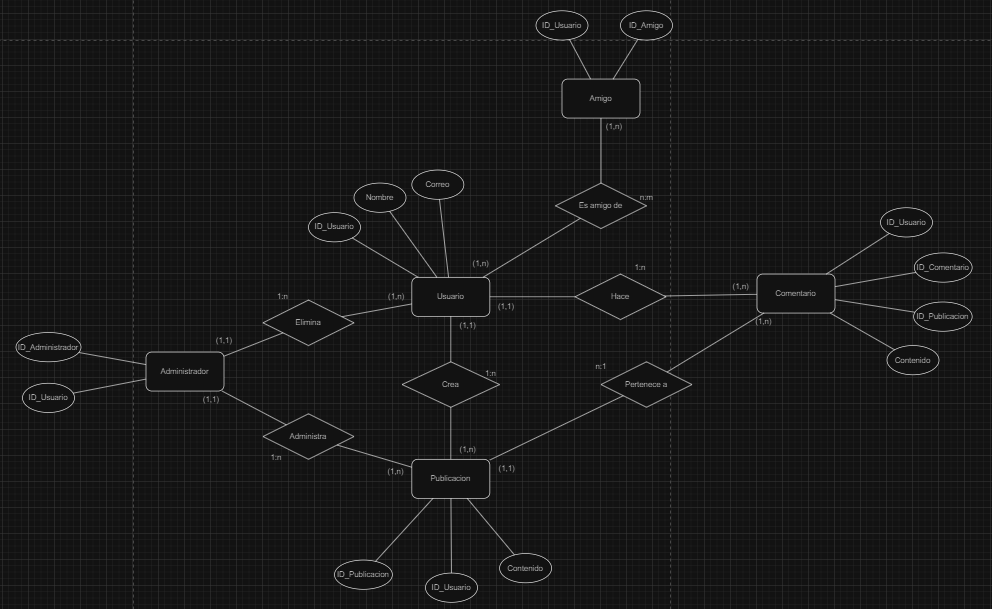 ID_Usuario
ID_Amigo
Amigo
(1,n)
Correo
Nombre
n:m
Es amigo de
ID_Usuario
ID_Usuario
(1,n)
1:n
ID_Comentario
1:n
(1,n)
Usuario
Hace
(1,n)
Comentario
(1,1)
ID_Publicacion
Elimina
(1,1)
(1,n)
(1,1)
ID_Administrador
Contenido
Administrador
1:n
n:1
Crea
Pertenece a
ID_Usuario
(1,1)
Administra
1:n
(1,n)
(1,n)
(1,1)
Publicacion
ID_Publicacion
Contenido
ID_Usuario